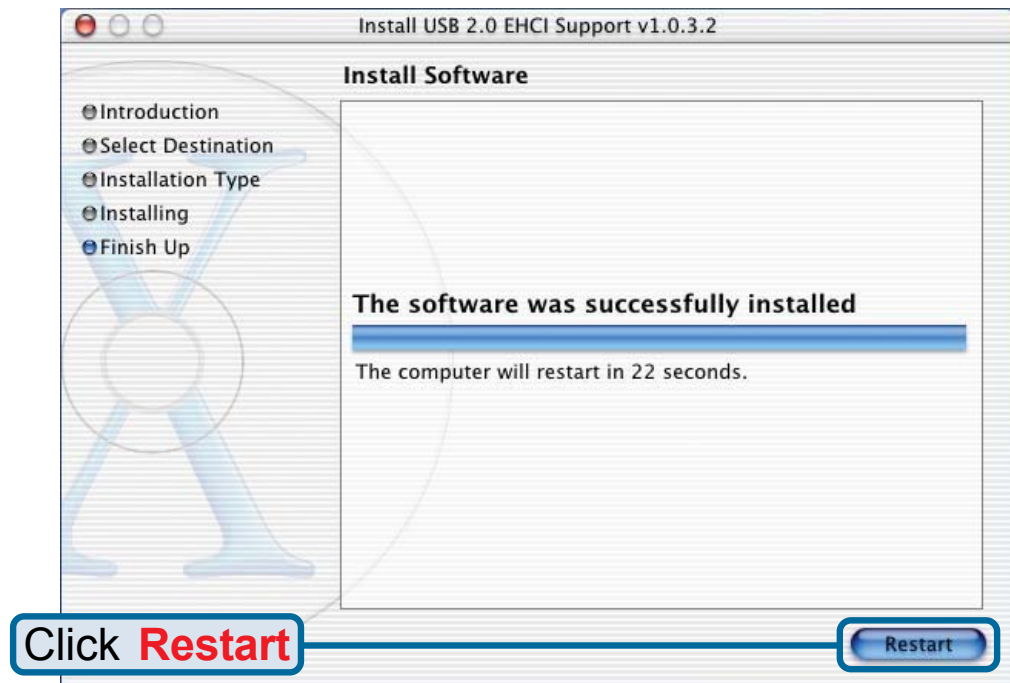 Install USB 2.0 EHCI Support v1.0.3.2
Install Software
Introduction
Select Destination
Installation Type
Installing
Finish Up
The software was successfully installed
The computer will restart in 22 seconds.
Click Restart
Restart